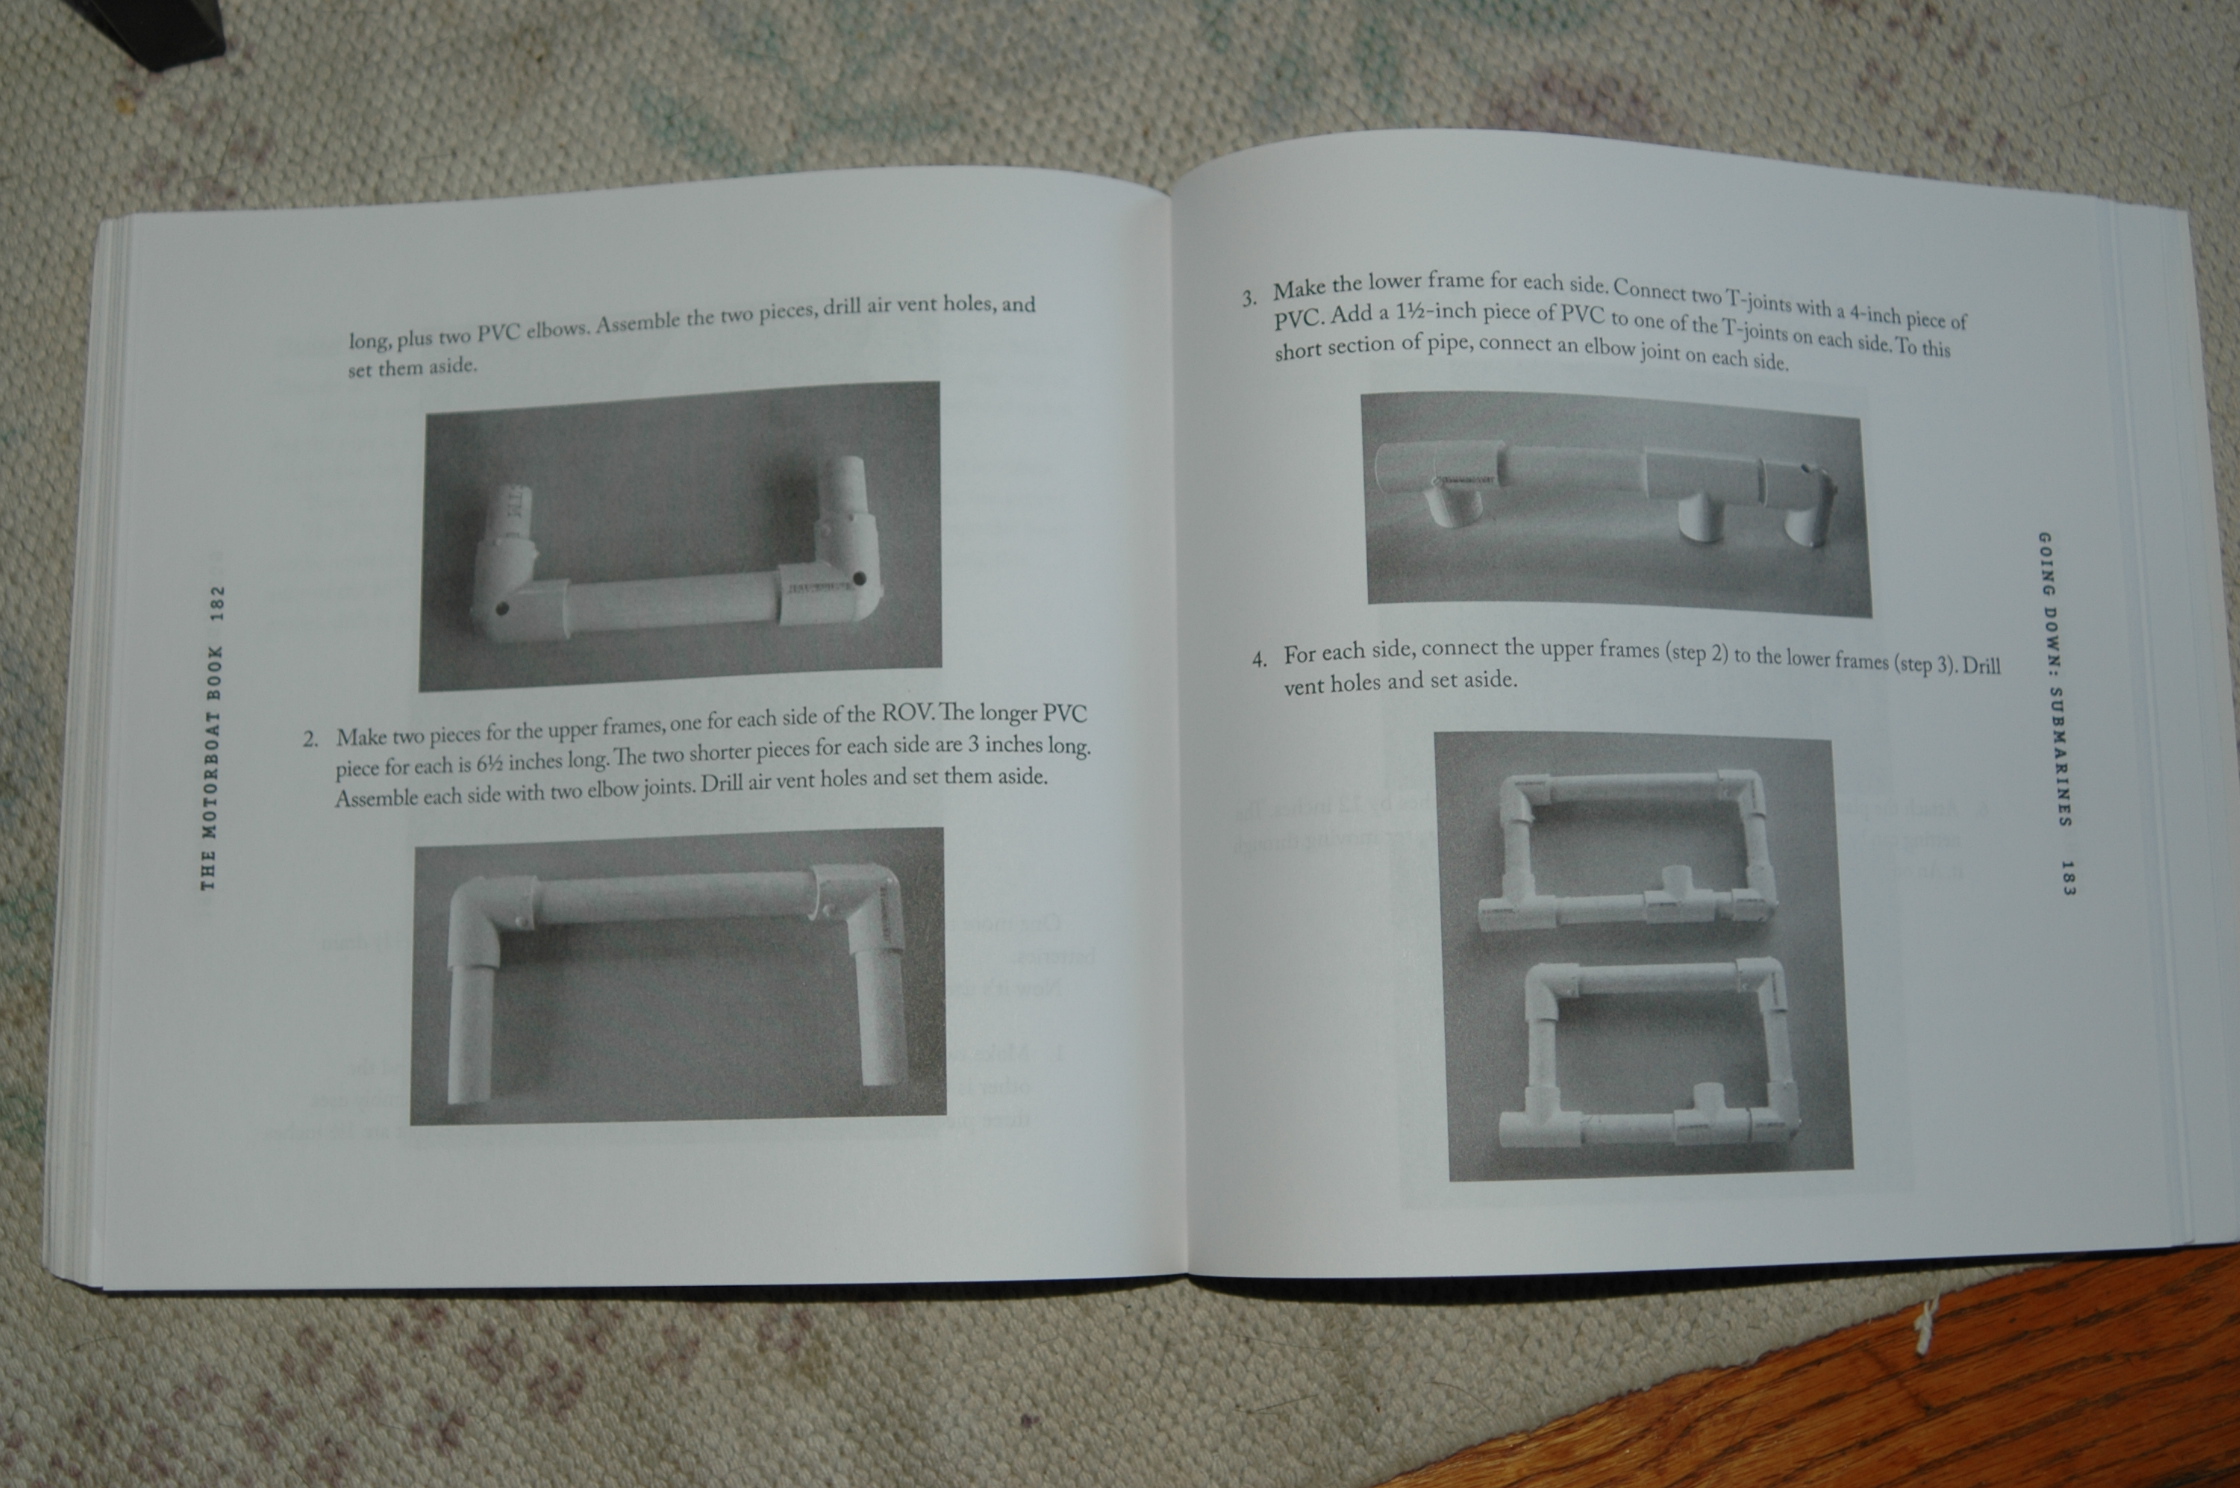 long, plus two PVC elbows. Assemble the two pieces, drill air vent holes, and
set them aside.
2. Make two pieces for the upper frames, one for each side of the ROV. The longer PVC
piece for each is 6½ inches long. The two shorter pieces for each side are 3 inches long.
Assemble each side with two elbow joints. Drill air vent holes and set them aside.
THE MOTORBOAT BOOK 182
3. Make the lower frame for each side. Connect two T-joints with a 4-inch piece of
PVC. Add a 1½-inch piece of PVC to one of the T-joints on each side. To this
short section of pipe, connect an elbow joint on each side.
4. For each side, connect the upper frames (step 2) to the lower frames (step 3). Drill
vent holes and set aside.
GOING DOWN: SUBMARINES 183